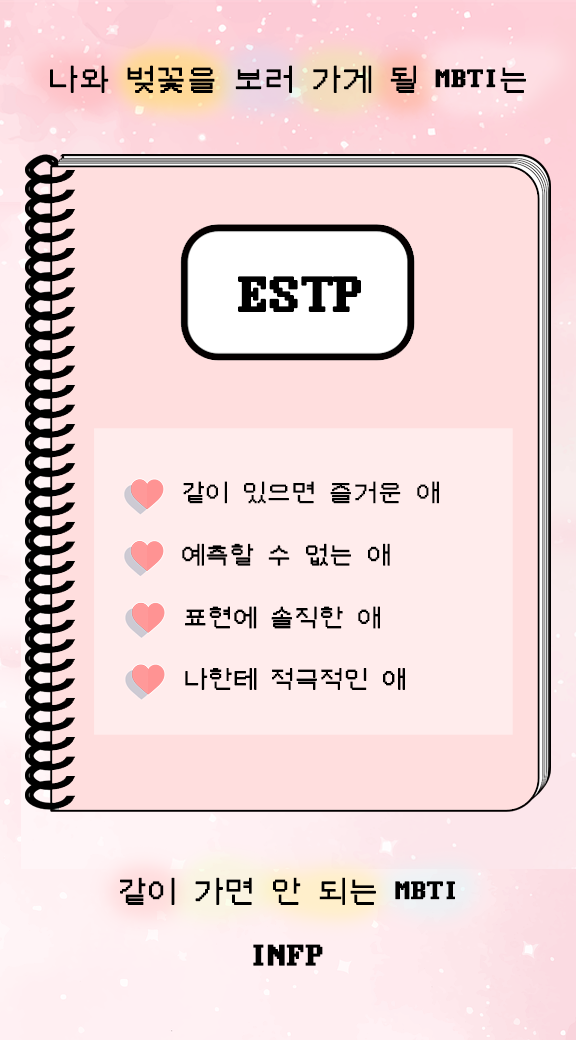 나와 벚꽃을 보러 가게 될 MBTI는
ESTP
같이 있으면 즐거운 애
예측할 수 없는 애
표현에 솔직한 애
나한테 적극적인 애
같이 가면 안 되는 MBTI
INFP